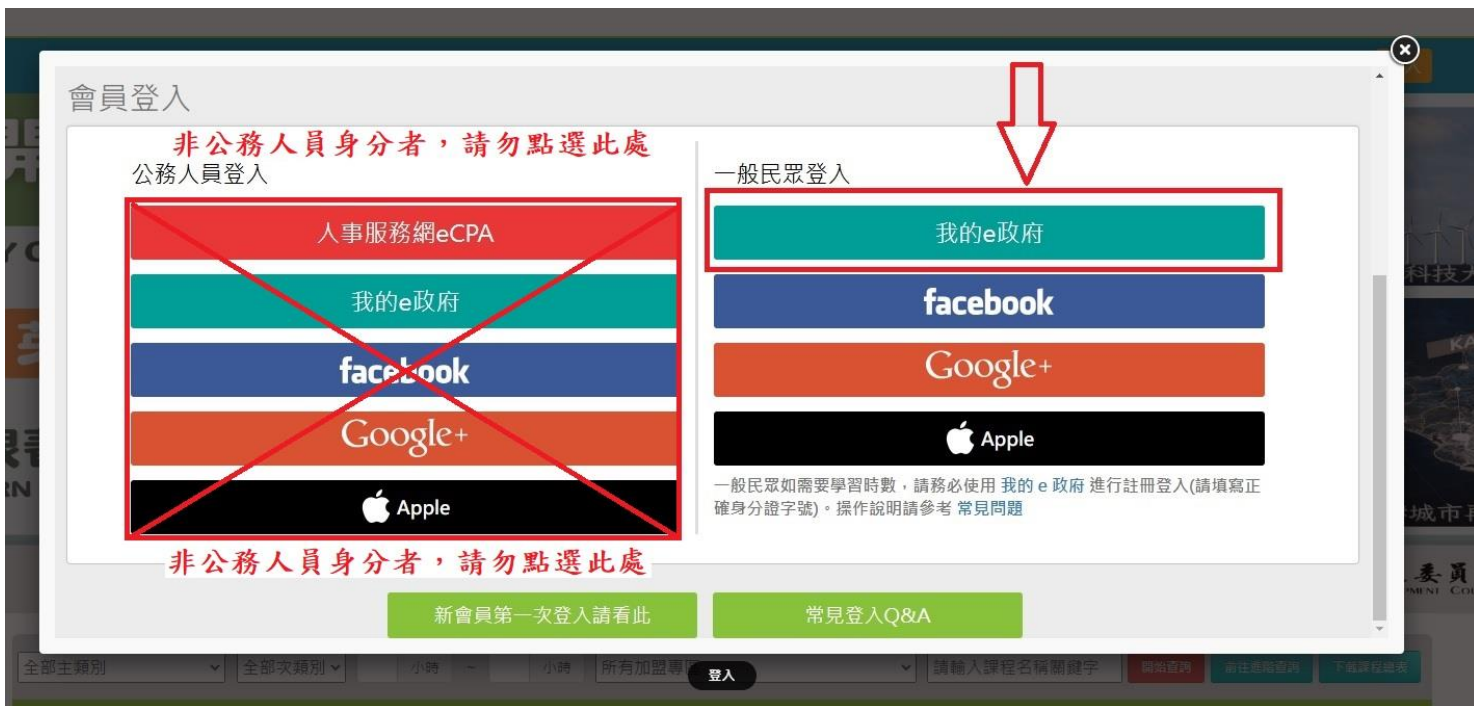 會員登入
非公務人員身分者，請勿點選此處
公務人員登入
人事服務網eCPA
我的e政府
facebook
Google+
Apple
非公務人員身分者，請勿點選此處
一般民眾登入
我的e政府
facebook
Google+
Apple
一般民眾如需要學習時數，請務必使用 我的 e 政府 進行註冊登入(請填寫正
確身分證字號)。操作說明請參考 常見問題
新會員第一次登入請看此
常見登入Q&A
全部主類別
全部次類別
小時 ~ 小時
所有加盟專
請輸入課程名稱關鍵字
開始查詢
前往進階查詢
下載課程總表
登入
科技
城市
委員